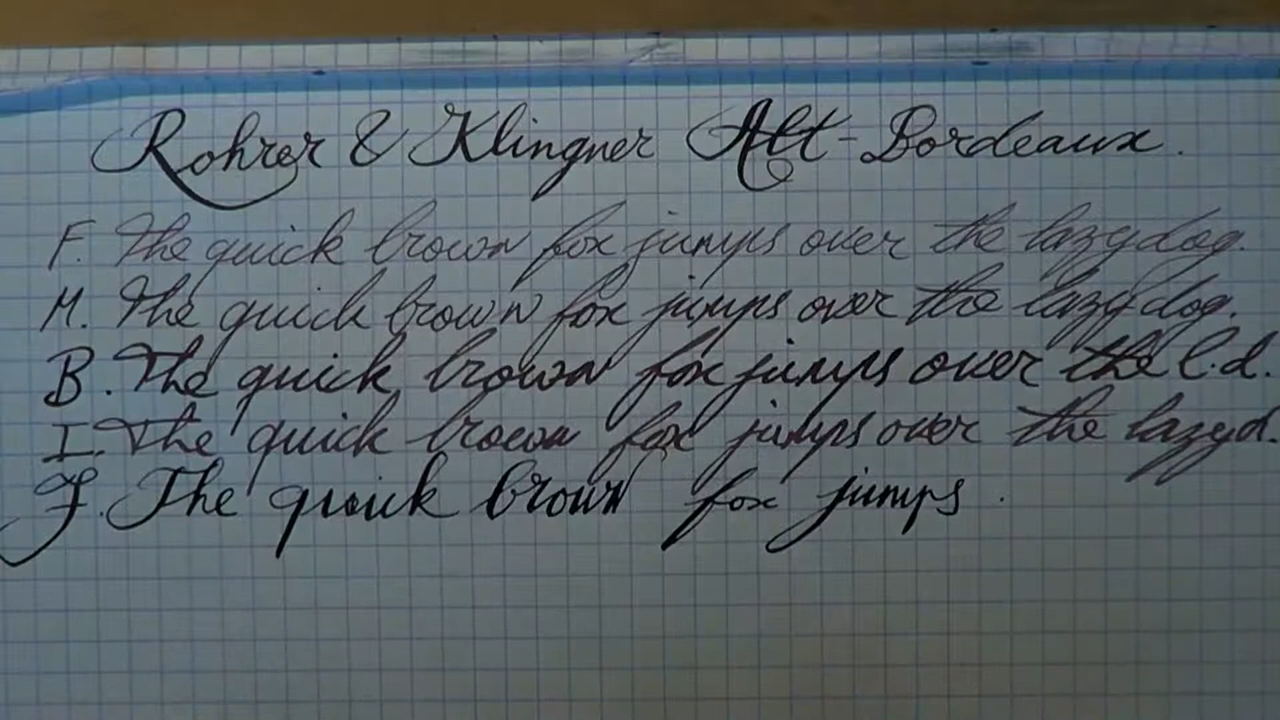 Rohrer & Klingner Alt-Bordeaux.
F. The quick brown fox jumps over the lazy dog.
M. The quick brown fox jumps over the lazy dog.
B. The quick brown fox jumps over the l.d.
I. The quick brown fox jumps over the lazy d.
F. The quick brown fox jumps.